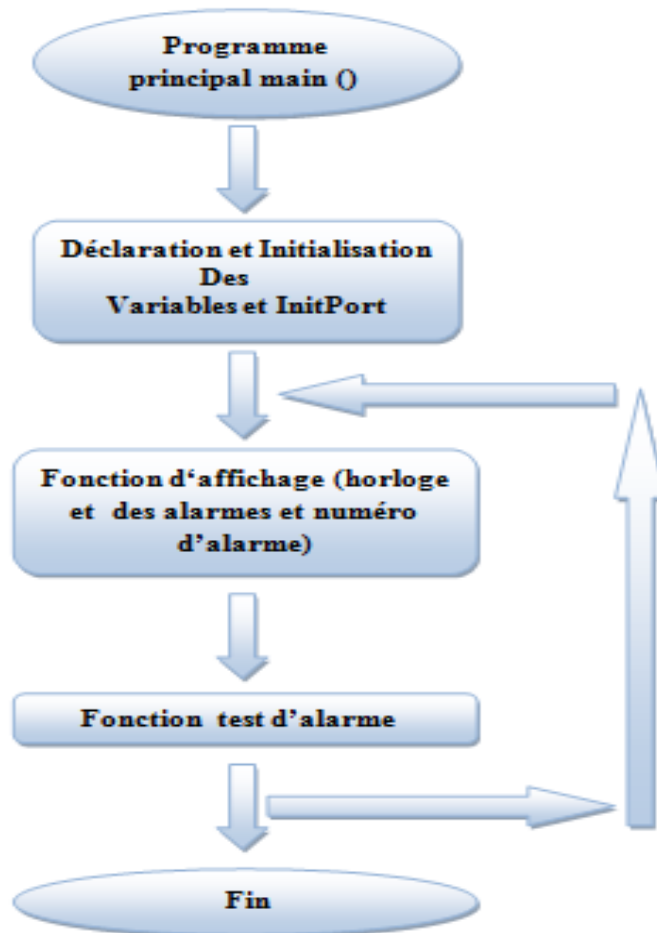 Programme
principal main ()
Déclaration et Initialisation
Des
Variables et InitPort
Fonction d‘affichage (horloge
et des alarmes et numéro
d’alarme)
Fonction test d’alarme
Fin